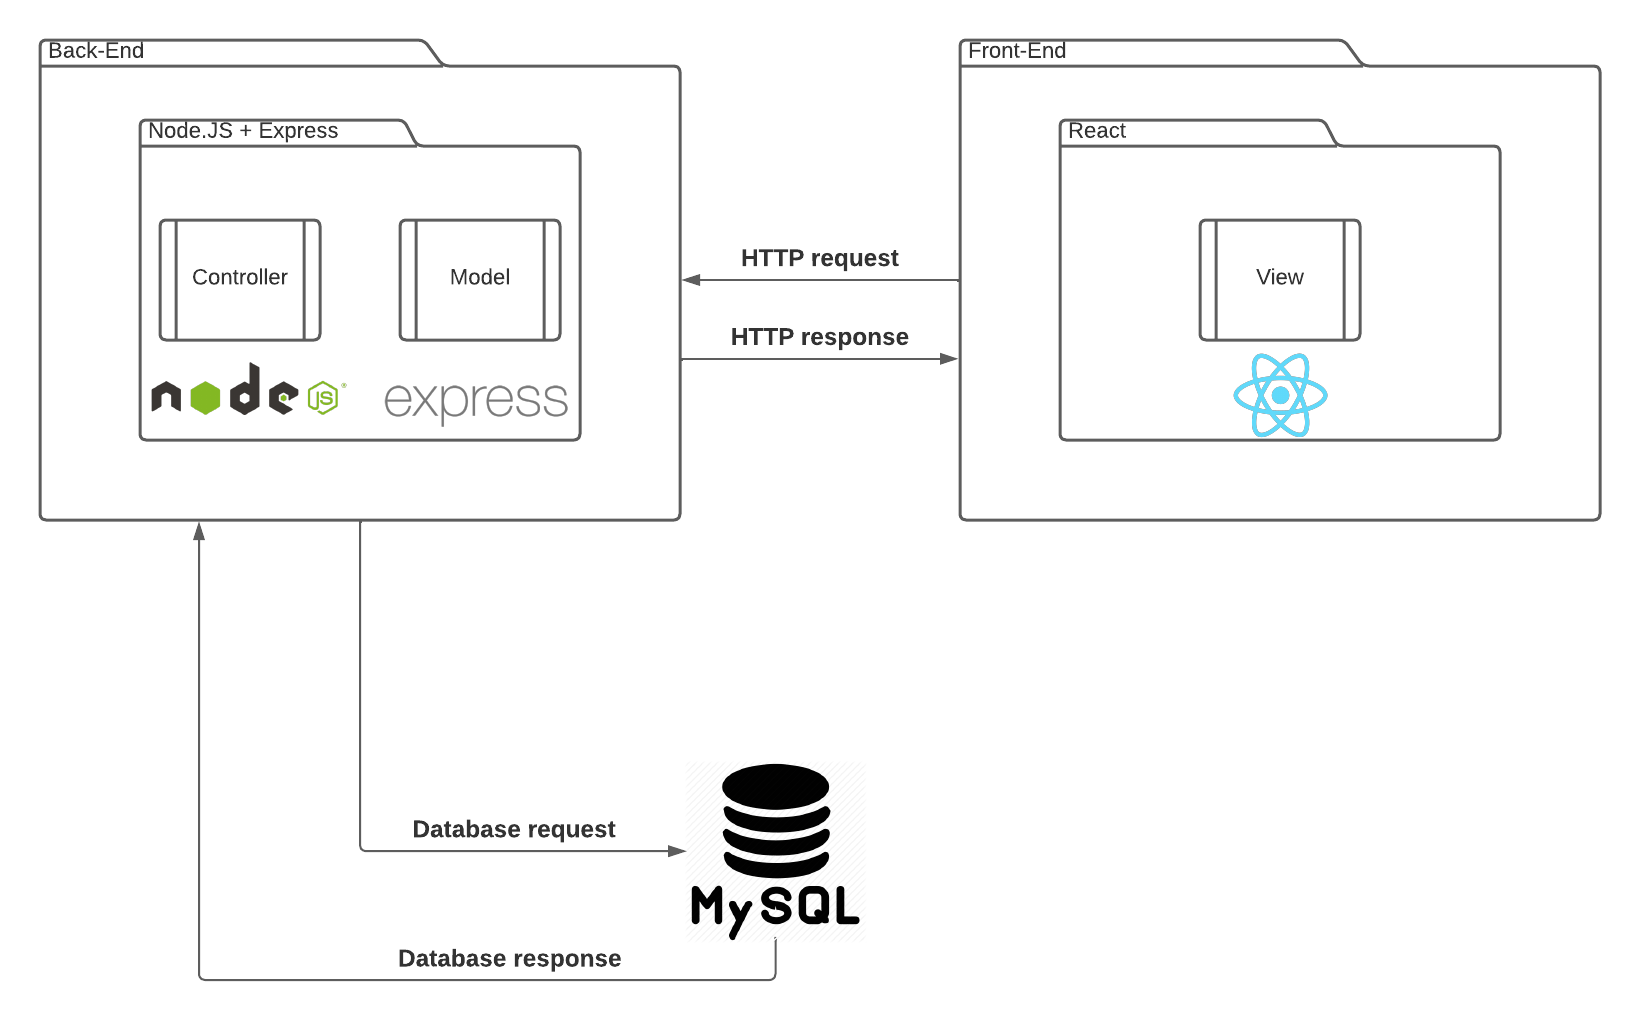 Back-End
Front-End
Node.JS + Express
React
Controller
Model
View
HTTP request
HTTP response
node JS ®
express
Database request
MySQL
Database response